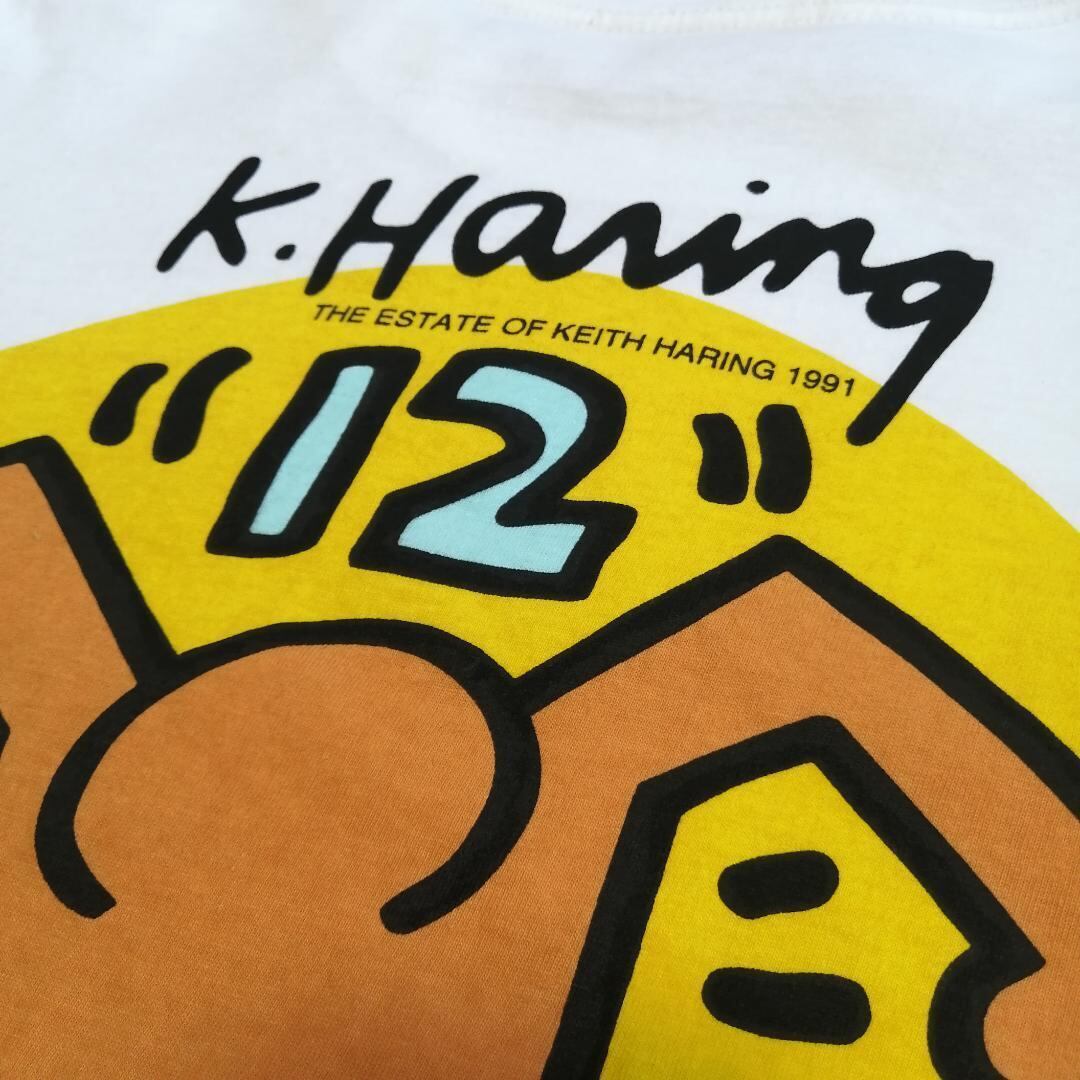 K. Haring
THE ESTATE OF KEITH HARING 1991
"12"